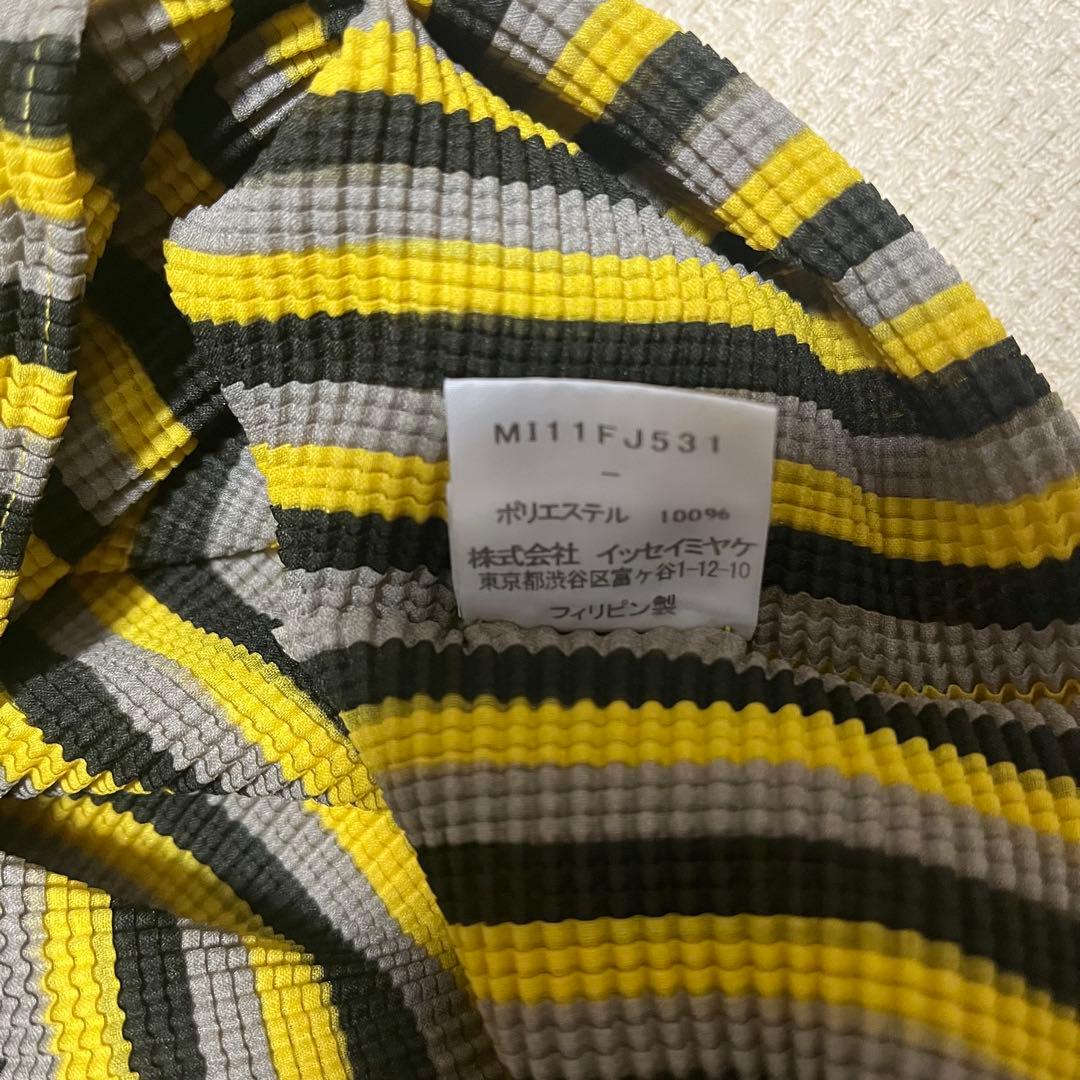 MI11FJ531
－
ポリエステル 100%
株式会社 イッセイミヤケ
東京都渋谷区富ヶ谷1-12-10
フィリピン製